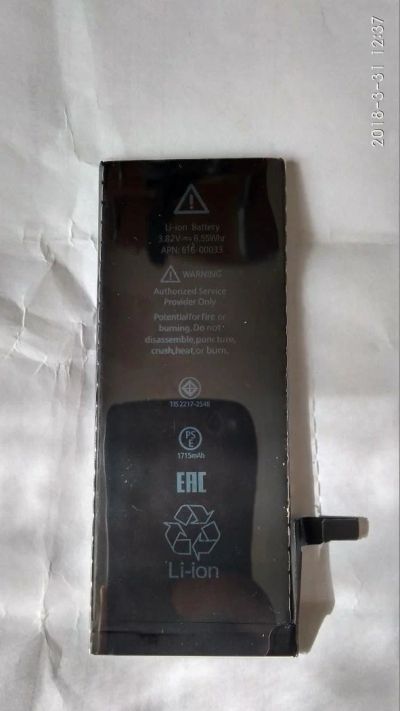 2018-3-31 12:37
Li-ion Battery
3.82V⎓6.55Whr
APN: 616-00033
WARNING
Authorized Service
Provider Only
Potential for fire or
burning. Do not
disassemble,puncture,
crush,heat,or burn.
TIS 2217-2548
PS
E
1715mAh
EAC
Li-ion